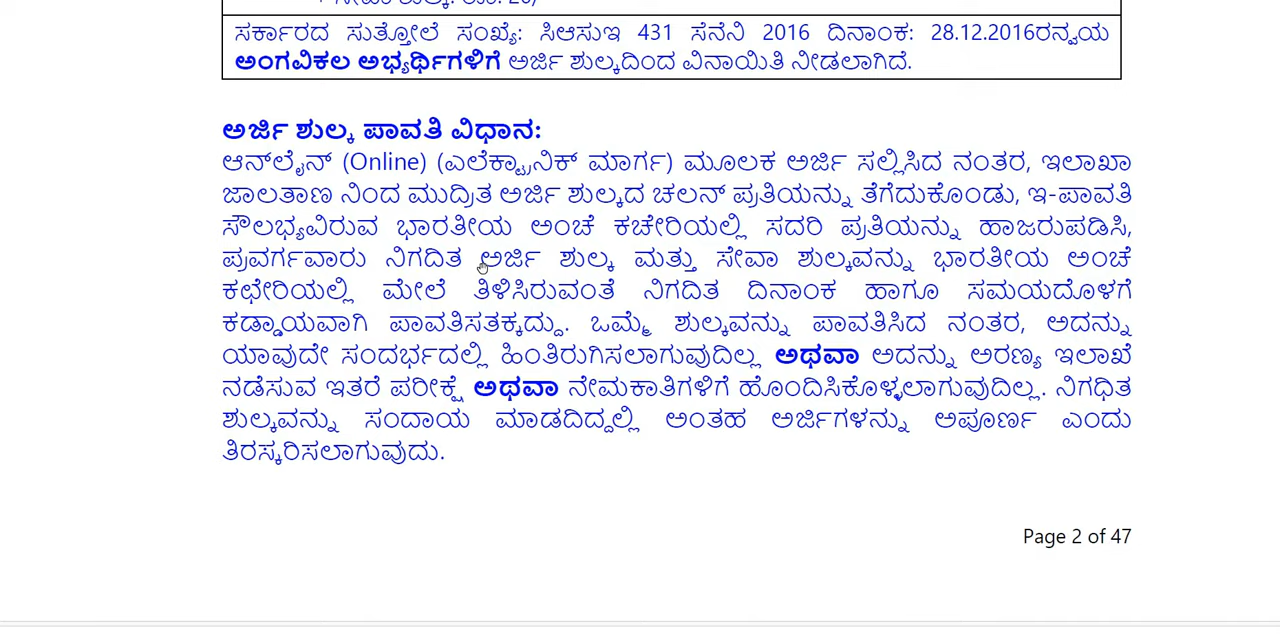 ಸರ್ಕಾರದ ಸುತ್ತೋಲೆ ಸಂಖ್ಯೆ: ಸಿಆಸುಇ 431 ಸೆನೆನಿ 2016 ದಿನಾಂಕ: 28.12.2016ರನ್ವಯ
ಅಂಗವಿಕಲ ಅಭ್ಯರ್ಥಿಗಳಿಗೆ ಅರ್ಜಿ ಶುಲ್ಕದಿಂದ ವಿನಾಯಿತಿ ನೀಡಲಾಗಿದೆ.
ಅರ್ಜಿ ಶುಲ್ಕ ಪಾವತಿ ವಿಧಾನ:
ಆನ್‌ಲೈನ್ (Online) (ಎಲೆಕ್ಟ್ರಾನಿಕ್ ಮಾರ್ಗ) ಮೂಲಕ ಅರ್ಜಿ ಸಲ್ಲಿಸಿದ ನಂತರ, ಇಲಾಖಾ
ಜಾಲತಾಣ ನಿಂದ ಮುದ್ರಿತ ಅರ್ಜಿ ಶುಲ್ಕದ ಚಲನ್ ಪ್ರತಿಯನ್ನು ತೆಗೆದುಕೊಂಡು, ಇ-ಪಾವತಿ
ಸೌಲಭ್ಯವಿರುವ ಭಾರತೀಯ ಅಂಚೆ ಕಚೇರಿಯಲ್ಲಿ ಸದರಿ ಪ್ರತಿಯನ್ನು ಹಾಜರುಪಡಿಸಿ,
ಪ್ರವರ್ಗವಾರು ನಿಗದಿತ ಅರ್ಜಿ ಶುಲ್ಕ ಮತ್ತು ಸೇವಾ ಶುಲ್ಕವನ್ನು ಭಾರತೀಯ ಅಂಚೆ
ಕಛೇರಿಯಲ್ಲಿ ಮೇಲೆ ತಿಳಿಸಿರುವಂತೆ ನಿಗದಿತ ದಿನಾಂಕ ಹಾಗೂ ಸಮಯದೊಳಗೆ
ಕಡ್ಡಾಯವಾಗಿ ಪಾವತಿಸತಕ್ಕದ್ದು. ಒಮ್ಮೆ ಶುಲ್ಕವನ್ನು ಪಾವತಿಸಿದ ನಂತರ, ಅದನ್ನು
ಯಾವುದೇ ಸಂದರ್ಭದಲ್ಲಿ ಹಿಂತಿರುಗಿಸಲಾಗುವುದಿಲ್ಲ ಅಥವಾ ಅದನ್ನು ಅರಣ್ಯ ಇಲಾಖೆ
ನಡೆಸುವ ಇತರೆ ಪರೀಕ್ಷೆ ಅಥವಾ ನೇಮಕಾತಿಗಳಿಗೆ ಹೊಂದಿಸಿಕೊಳ್ಳಲಾಗುವುದಿಲ್ಲ. ನಿಗಧಿತ
ಶುಲ್ಕವನ್ನು ಸಂದಾಯ ಮಾಡದಿದ್ದಲ್ಲಿ ಅಂತಹ ಅರ್ಜಿಗಳನ್ನು ಅಪೂರ್ಣ ಎಂದು
ತಿರಸ್ಕರಿಸಲಾಗುವುದು.
Page 2 of 47